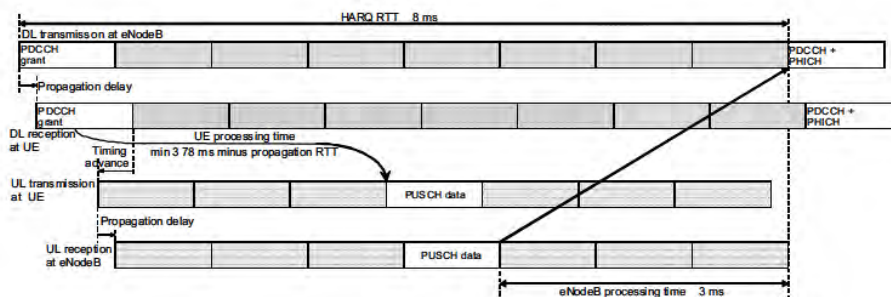 HARQ RTT 8 ms
DL transmission at eNodeB
PDCCH
grant
PDCCH +
PHICH
Propagation delay
PDCCH
grant
PDCCH +
PHICH
DL reception
at UE
UE processing time
min 3 78 ms minus propagation RTT
Timing
advance
UL transmission
at UE
PUSCH data
Propagation delay
UL reception
at eNodeB
PUSCH data
eNodeB processing time 3 ms